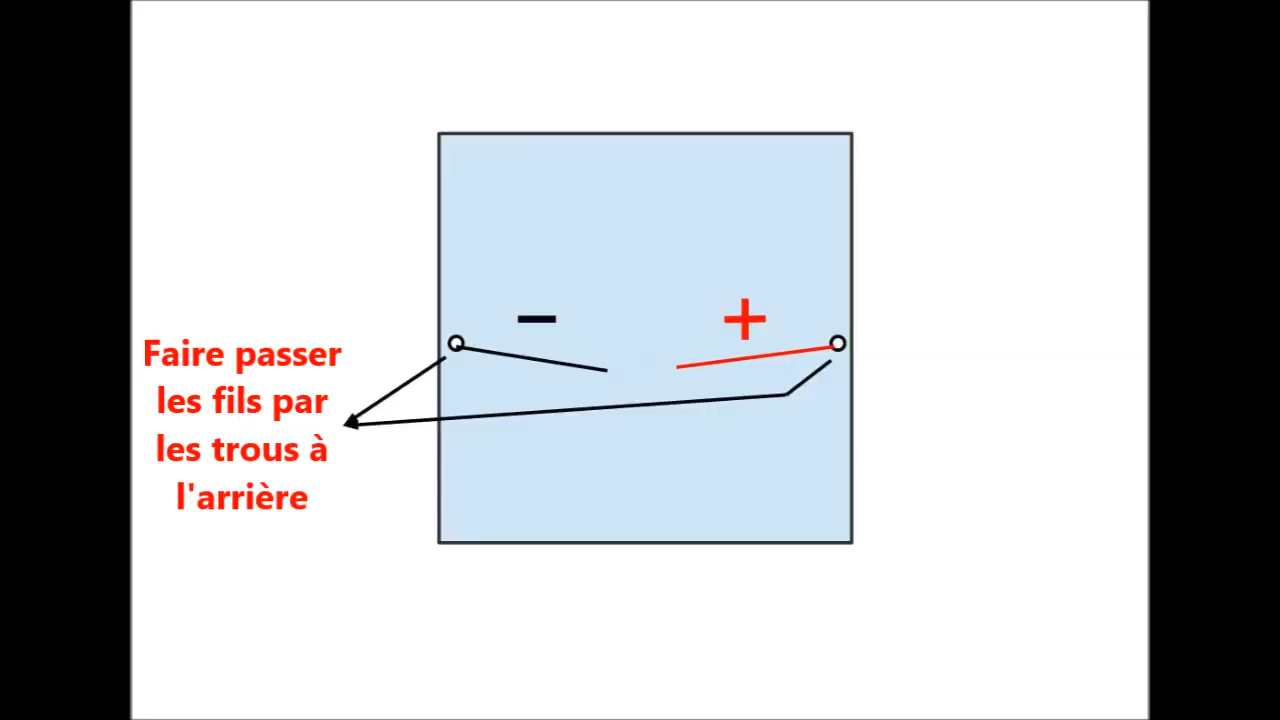 − +
Faire passer
les fils par
les trous à
l'arrière